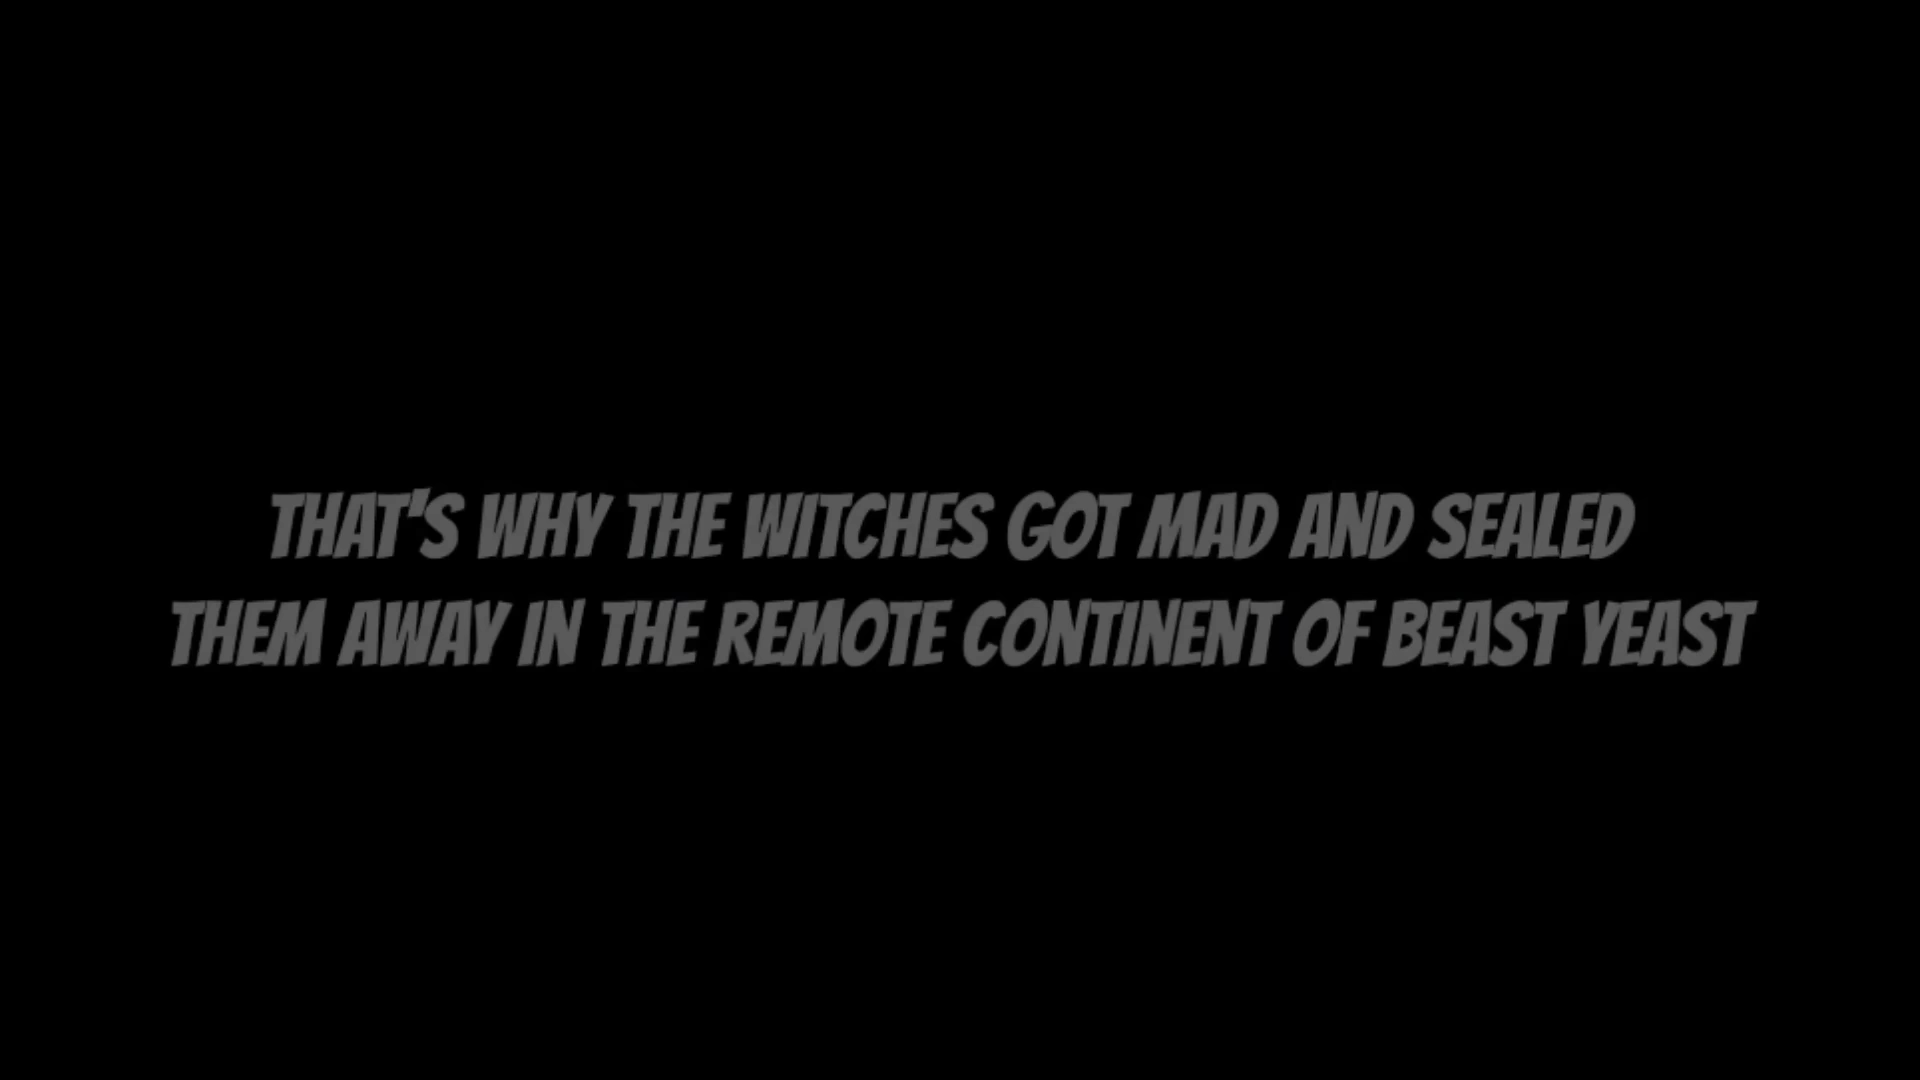 THAT'S WHY THE WITCHES GOT MAD AND SEALED
THEM AWAY IN THE REMOTE CONTINENT OF BEAST YEAST